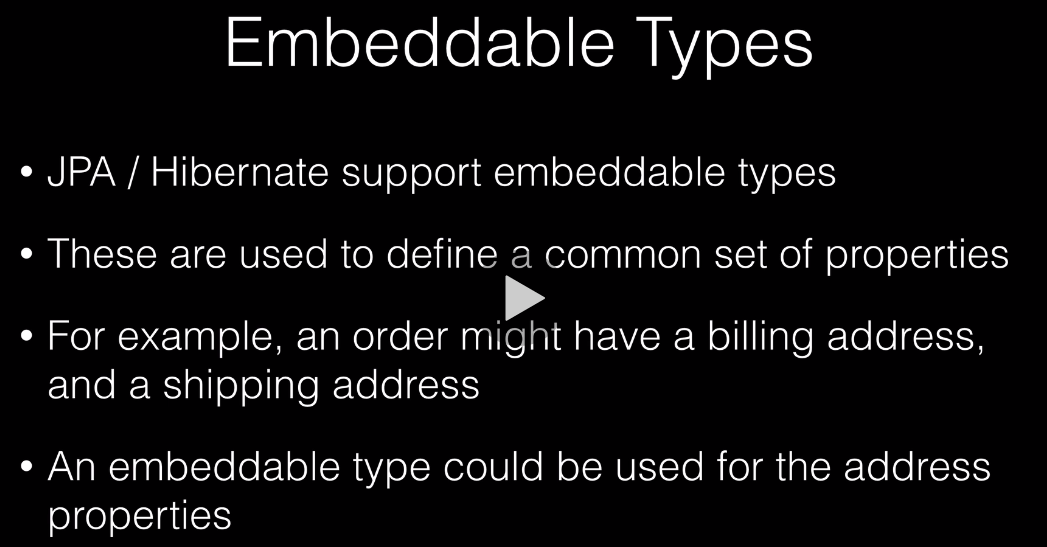 Embeddable Types
• JPA / Hibernate support embeddable types
• These are used to define a common set of properties
• For example, an order might have a billing address,
and a shipping address
• An embeddable type could be used for the address
properties